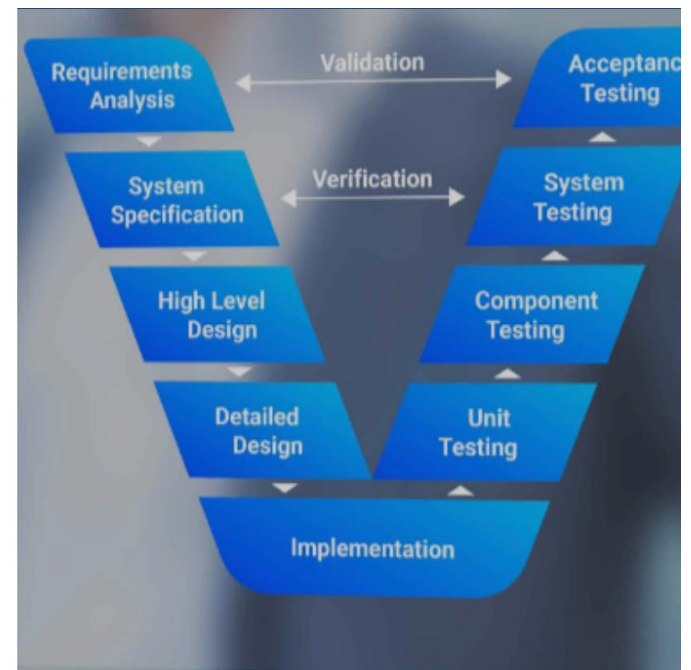 Requirements
Analysis
Validation
Acceptanc
Testing
System
Specification
Verification
System
Testing
High Level
Design
Component
Testing
Detailed
Design
Unit
Testing
Implementation